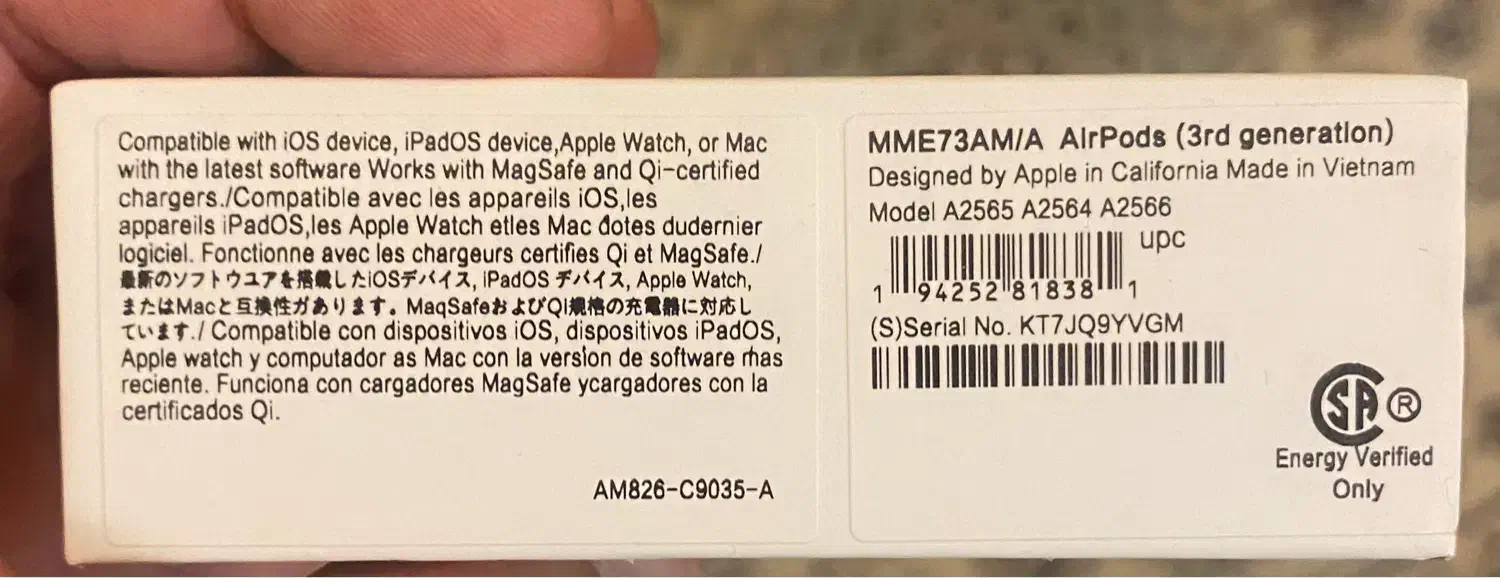 Compatible with iOS device, iPadOS device,Apple Watch, or Mac
with the latest software Works with MagSafe and Qi-certified
chargers./Compatible avec les appareils iOS,les
appareils iPadOS,les Apple Watch etles Mac dotes dudernier
logiciel. Fonctionne avec les chargeurs certifies Qi et MagSafe./
最新のソフトウユアを搭載したiOSデバイス, iPadOS デバイス, Apple Watch,
またはMacと互換性ガあります。MaqSafeおよびQI規格の充電器に対応し
ています./ Compatible con dispositivos iOS, dispositivos iPadOS,
Apple watch y computador as Mac con la version de software rhas
reciente. Funciona con cargadores MagSafe ycargadores con la
certificados Qi.
AM826-C9035-A
MME73AM/A AlrPods (3rd generatlon)
Designed by Apple in California Made in Vietnam
Model A2565 A2564 A2566
upc
1 94252 81838 1
(S)Serial No. KT7JQ9YVGM
SA ®
Energy Verified
Only